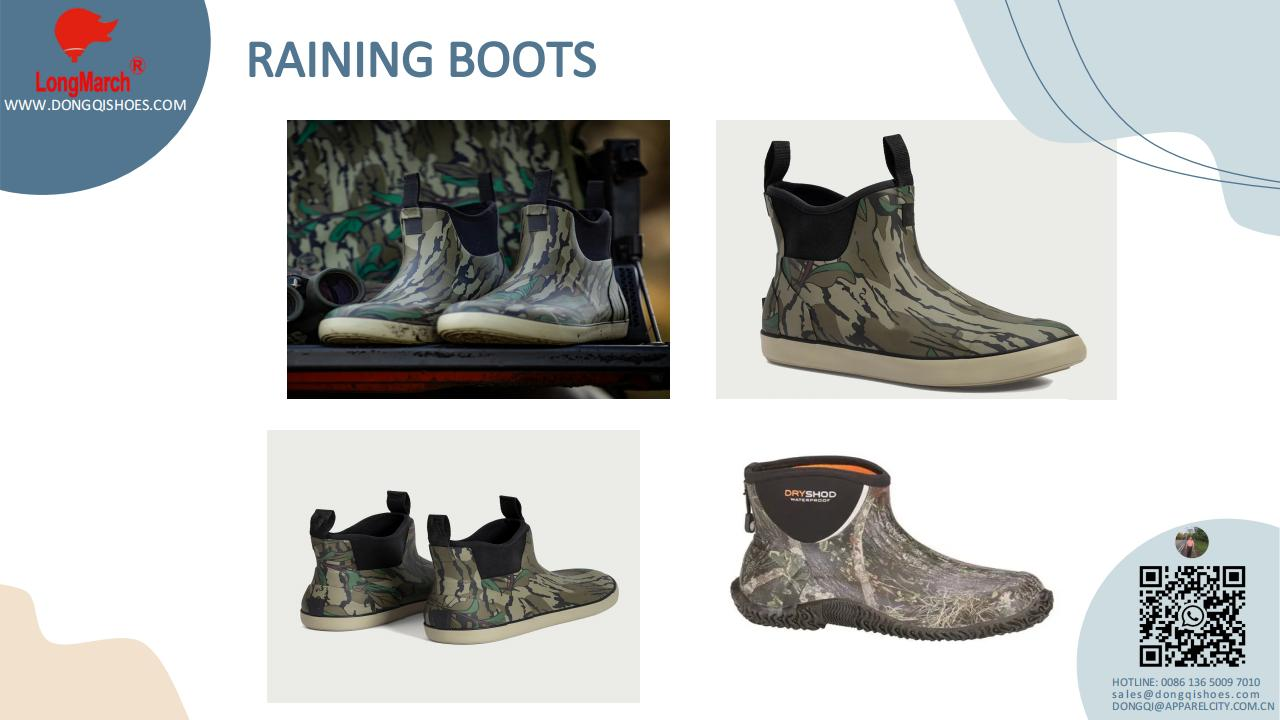 LongMarch®
WWW.DONGQISHOES.COM
RAINING BOOTS
DRYSHOD
WATERPROOF
HOTLINE: 0086 136 5009 7010
sales@dongqishoes.com
DONGQI@APPARELCITY.COM.CN